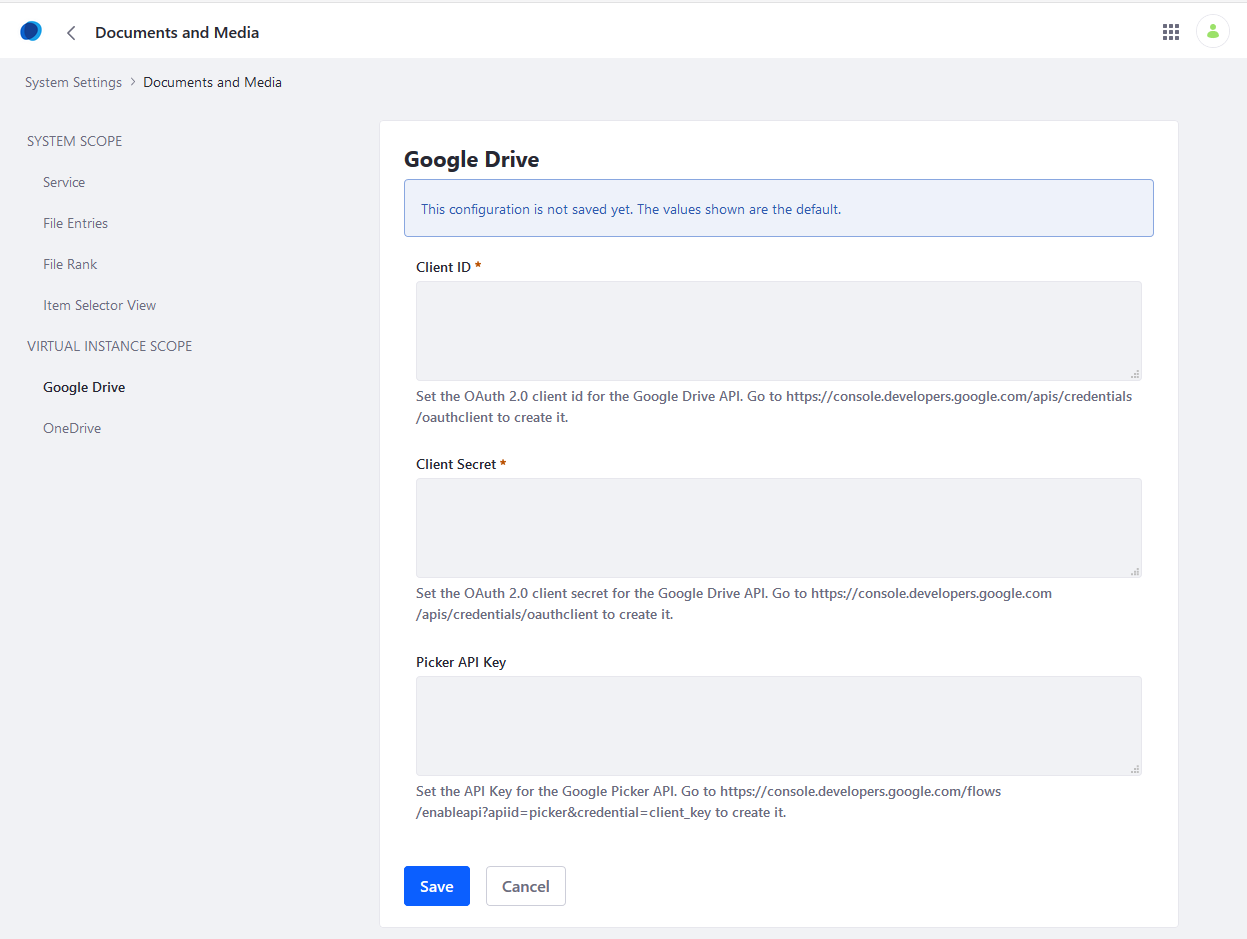 Documents and Media
System Settings > Documents and Media
SYSTEM SCOPE
Service
File Entries
File Rank
Item Selector View
VIRTUAL INSTANCE SCOPE
Google Drive
OneDrive
Google Drive
This configuration is not saved yet. The values shown are the default.
Client ID *
Set the OAuth 2.0 client id for the Google Drive API. Go to https://console.developers.google.com/apis/credentials
/oauthclient to create it.
Client Secret *
Set the OAuth 2.0 client secret for the Google Drive API. Go to https://console.developers.google.com
/apis/credentials/oauthclient to create it.
Picker API Key
Set the API Key for the Google Picker API. Go to https://console.developers.google.com/flows
/enableapi?apiid=picker&credential=client_key to create it.
Save Cancel